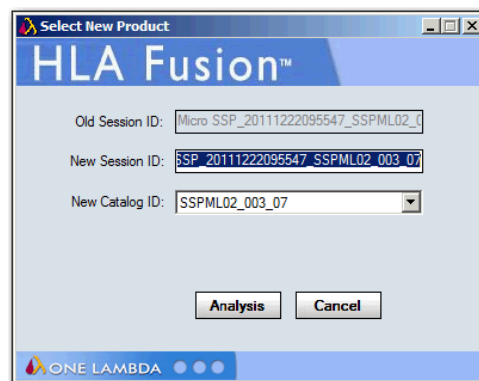 Select New Product
HLA Fusion™
Old Session ID: Micro SSP_20111222095547_SSPML02_0
New Session ID: SSP_20111222095547_SSPML02_003_07
New Catalog ID: SSPML02_003_07
Analysis Cancel
ONE LAMBDA